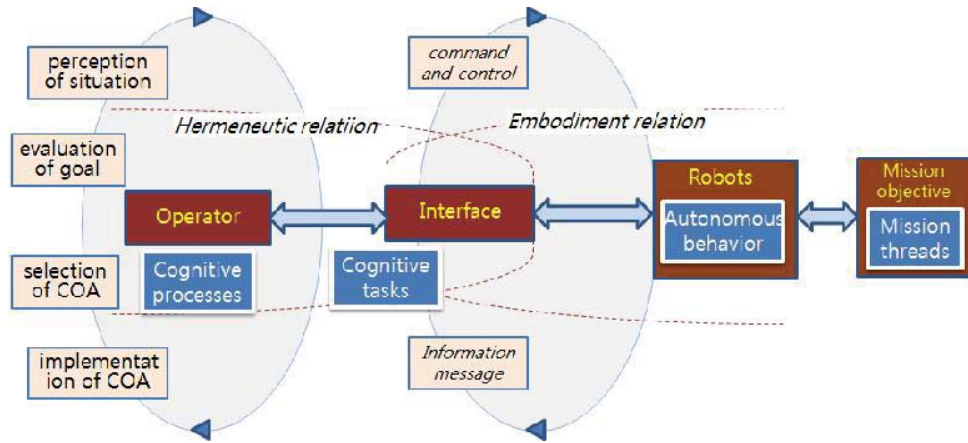 perception
of situation
evaluation
of goal
selection
of COA
implementat
ion of COA
Hermeneutic relatiion
Operator
Cognitive
processes
command
and control
Embodiment relation
Interface
Cognitive
tasks
Information
message
Robots
Autonomous
behavior
Mission
objective
Mission
threads